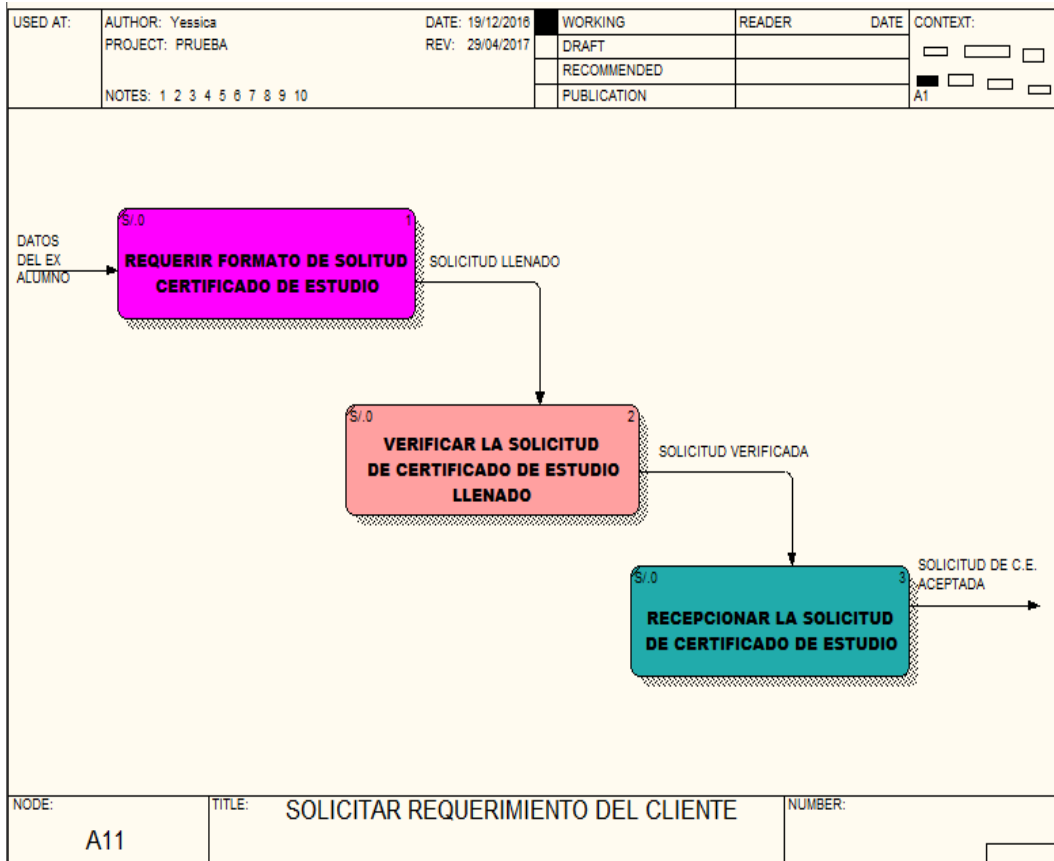 USED AT:
AUTHOR: Yessica
DATE: 19/12/2016
PROJECT: PRUEBA
REV: 29/04/2017
NOTES: 1 2 3 4 5 6 7 8 9 10
WORKING
DRAFT
RECOMMENDED
PUBLICATION
READER
DATE
CONTEXT:
A1
DATOS
DEL EX
ALUMNO
S/.0
1
REQUERIR FORMATO DE SOLITUD
CERTIFICADO DE ESTUDIO
SOLICITUD LLENADO
S/.0
2
VERIFICAR LA SOLICITUD
DE CERTIFICADO DE ESTUDIO
LLENADO
SOLICITUD VERIFICADA
S/.0
3
RECEPCIONAR LA SOLICITUD
DE CERTIFICADO DE ESTUDIO
SOLICITUD DE C.E.
ACEPTADA
NODE:
A11
TITLE:
SOLICITAR REQUERIMIENTO DEL CLIENTE
NUMBER: